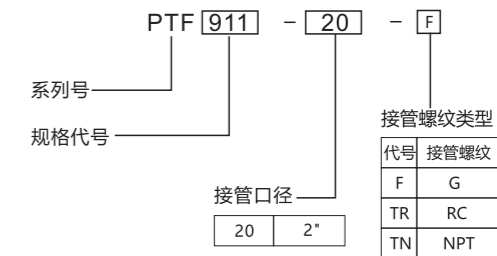 PTF 911 - 20 - F
系列号
规格代号
接管螺纹类型
代号 接管螺纹
F G
TR RC
TN NPT
接管口径
20 2"